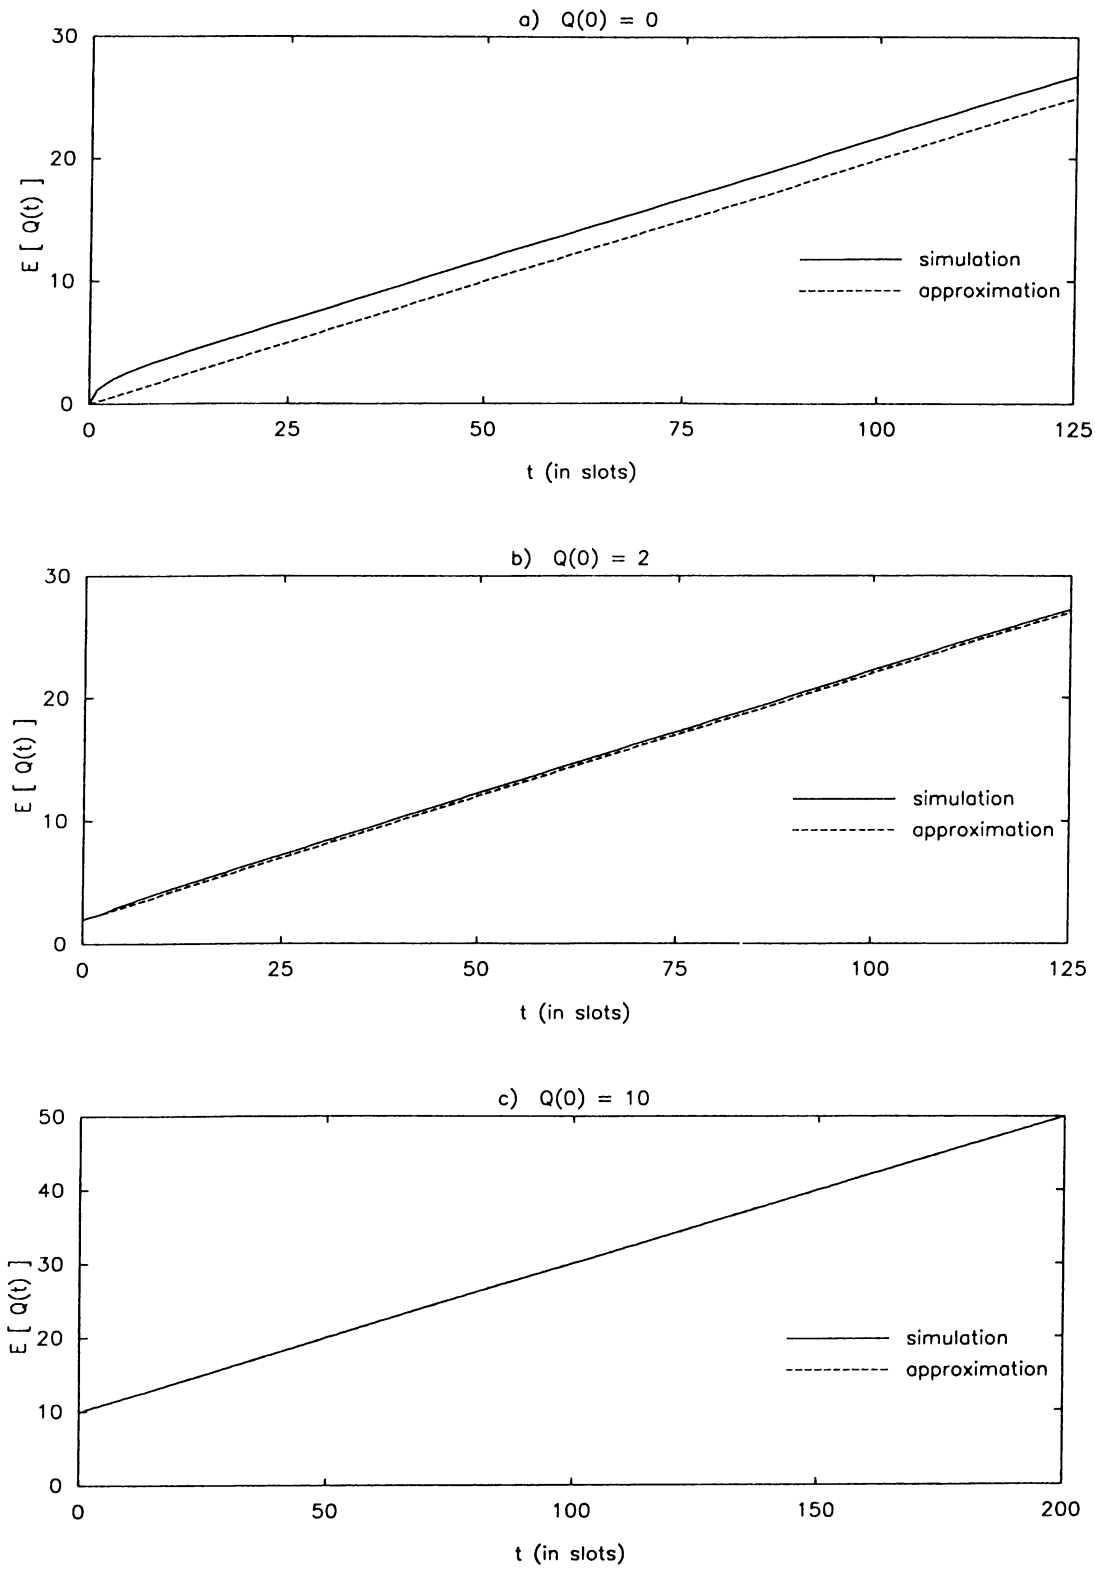 a) Q(0) = 0
30
20
10
0
E [ Q(t) ]
simulation
approximation
0 25 50 75 100 125
t (in slots)
b) Q(0) = 2
30
20
10
0
E [ Q(t) ]
simulation
approximation
0 25 50 75 100 125
t (in slots)
c) Q(0) = 10
50
40
30
20
10
0
E [ Q(t) ]
simulation
approximation
0 50 100 150 200
t (in slots)